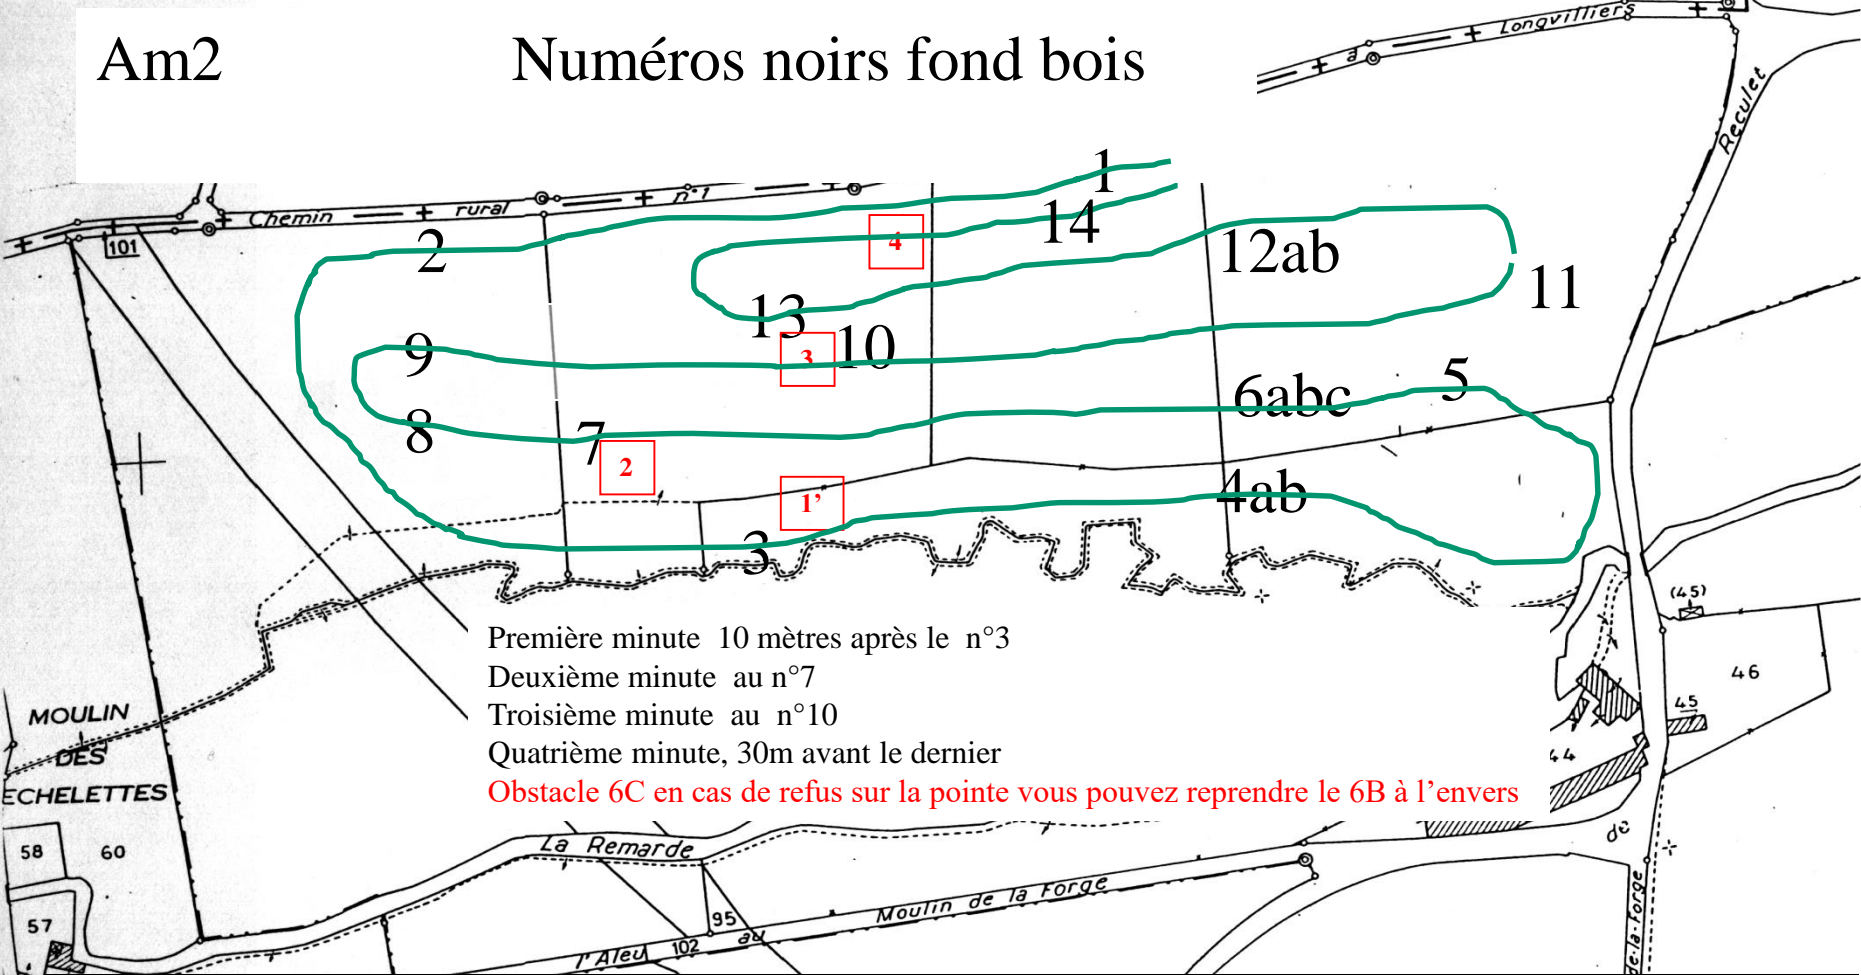 Am2 Numéros noirs fond bois
à Longvilliers
Reculet
Chemin rural n°1
101
1
2
14
12ab
4
11
13
9
3
10
5
6abc
8
7
2
1’
4ab
3
Première minute 10 mètres après le n°3
Deuxième minute au n°7
Troisième minute au n°10
Quatrième minute, 30m avant le dernier
Obstacle 6C en cas de refus sur la pointe vous pouvez reprendre le 6B à l’envers
(45)
46
45
44
MOULIN
DES
ECHELETTES
58
60
57
La Remarde
de
Moulin de la Forge
95
au
102
l'Aleu
de-la-Forge